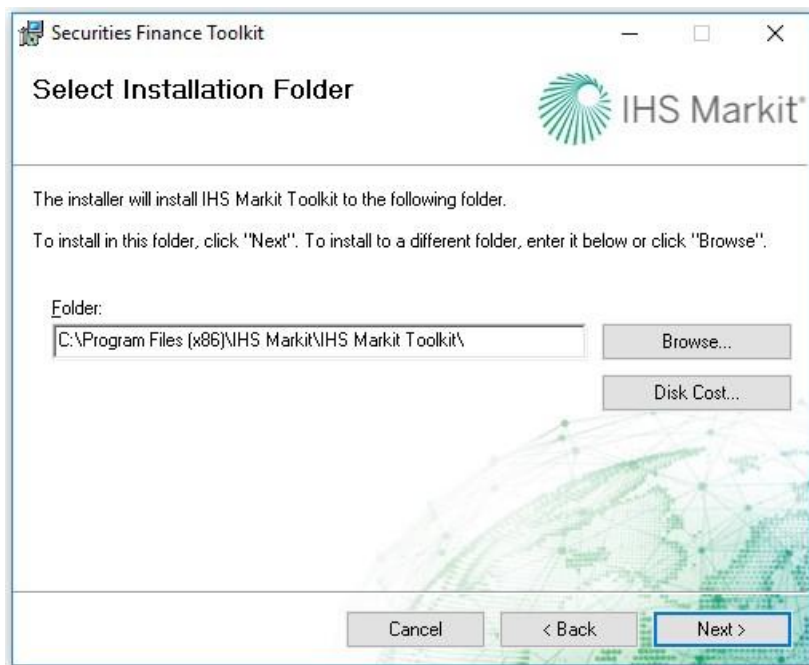 Securities Finance Toolkit
Select Installation Folder
IHS Markit®
The installer will install IHS Markit Toolkit to the following folder.
To install in this folder, click "Next". To install to a different folder, enter it below or click "Browse".
Folder:
C:\Program Files (x86)\IHS Markit\IHS Markit Toolkit\
Browse...
Disk Cost...
Cancel
< Back
Next >